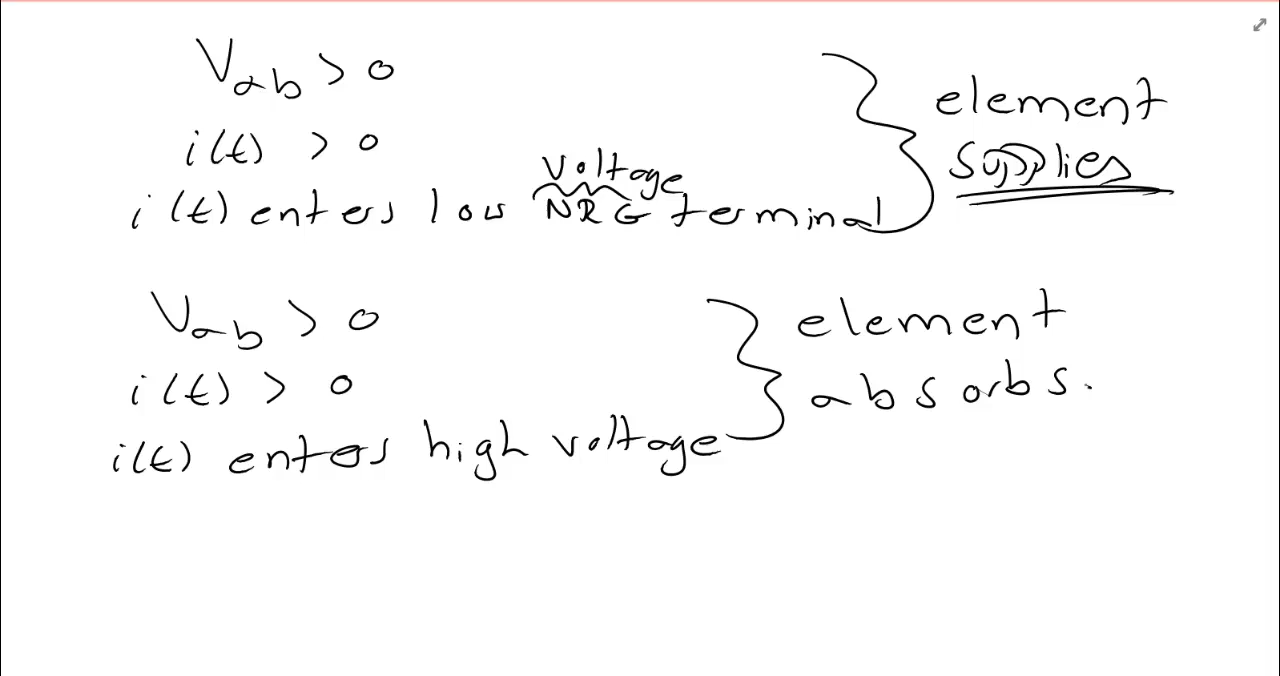 Vab > 0
i(t) > 0
voltage
i(t) enters low NRG terminal
element
supplies
Vab > 0
i(t) > 0
i(t) enters high voltage
element
absorbs.